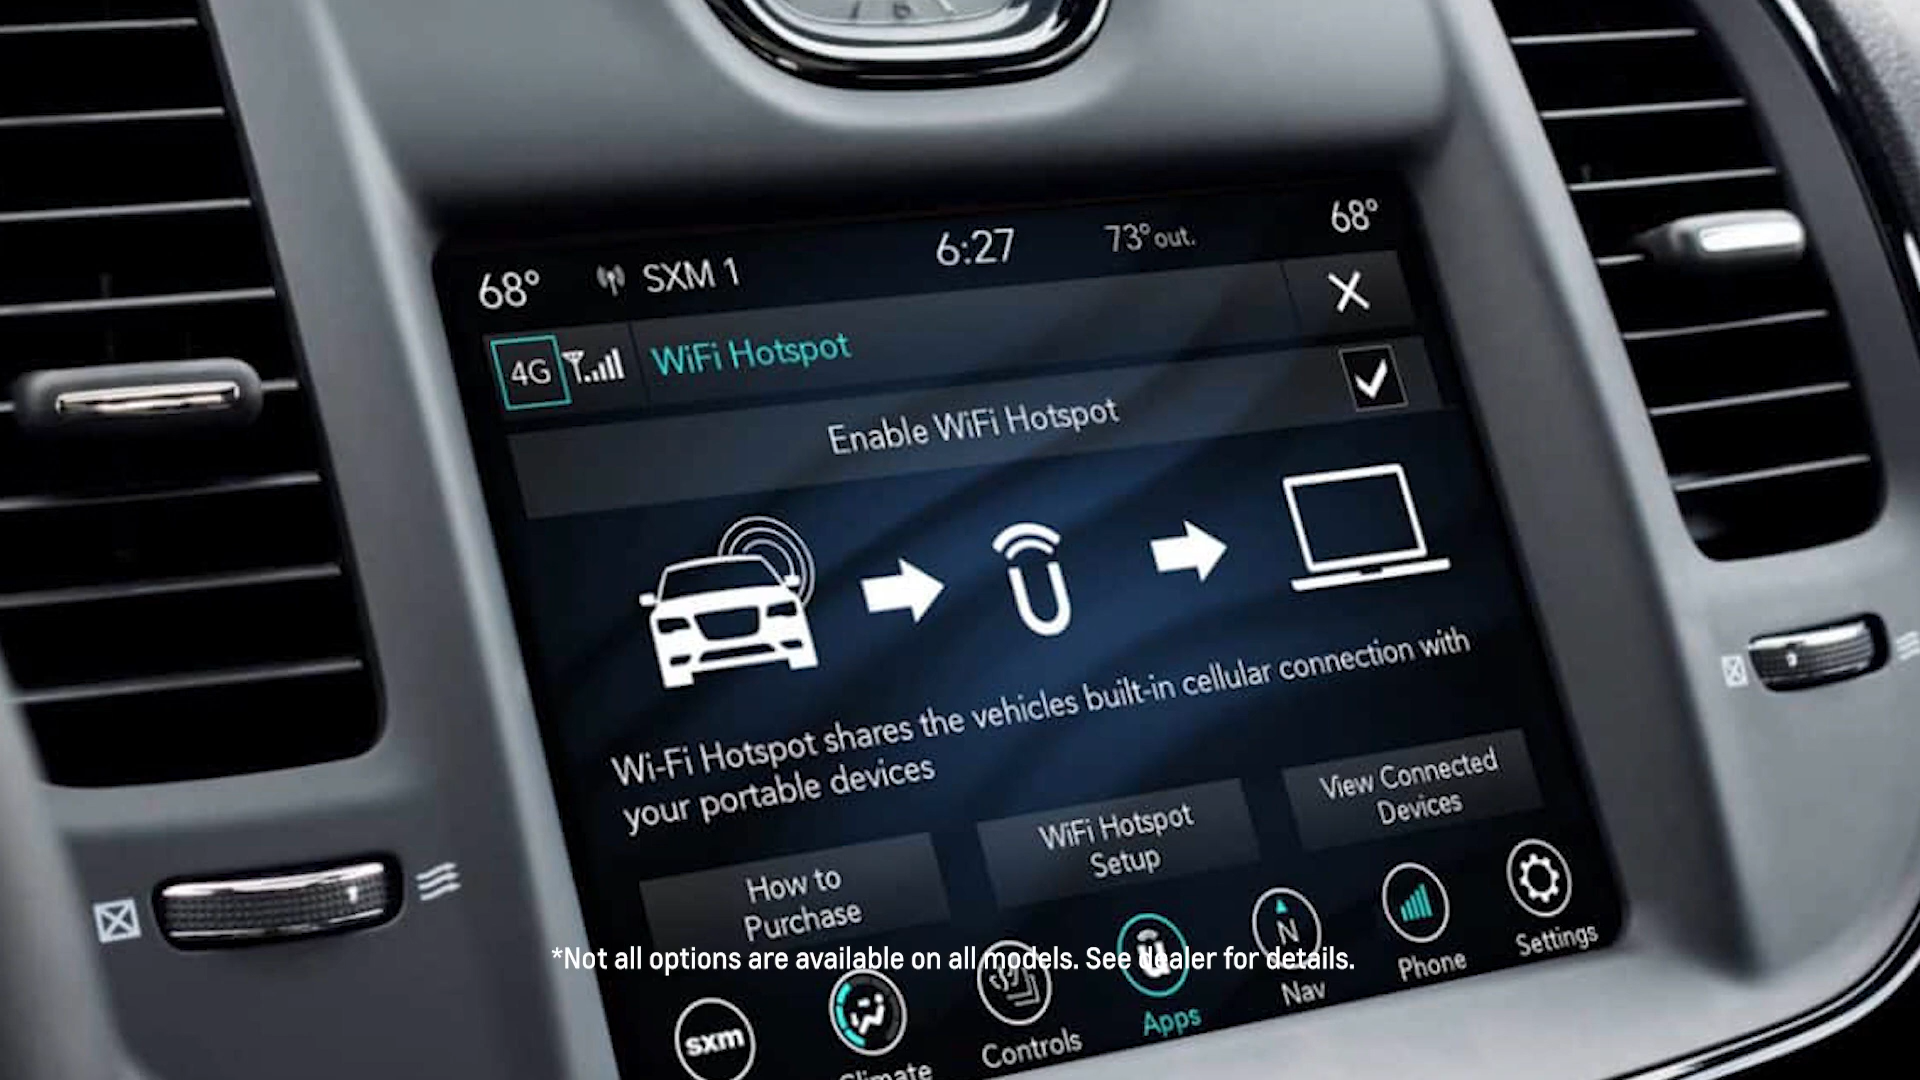 68° SXM 1 6:27 73° out. 68°
4G WiFi Hotspot
Enable WiFi Hotspot
Wi-Fi Hotspot shares the vehicles built-in cellular connection with
your portable devices
How to
Purchase
WiFi Hotspot
Setup
View Connected
Devices
*Not all options are available on all models. See dealer for details.
sxm
Climate
Controls
Apps
N
Nav
Phone
Settings